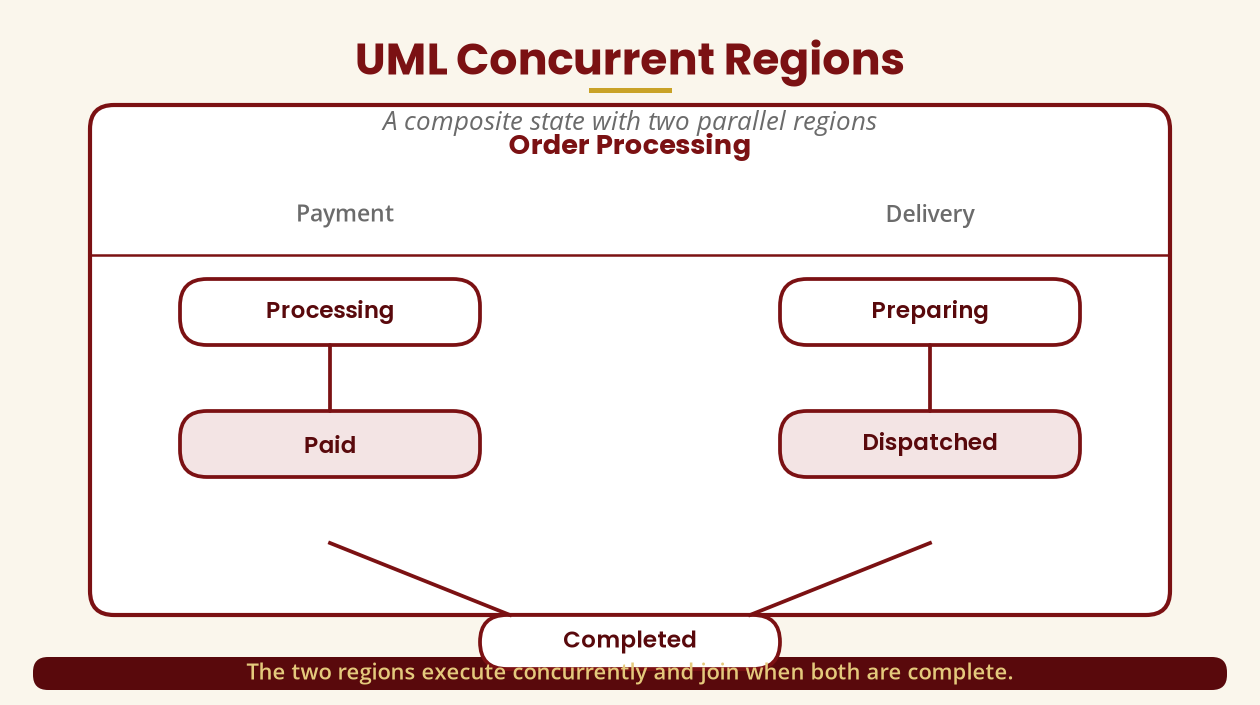 UML Concurrent Regions
A composite state with two parallel regions
Order Processing
Payment
Delivery
Processing
Preparing
Paid
Dispatched
Completed
The two regions execute concurrently and join when both are complete.